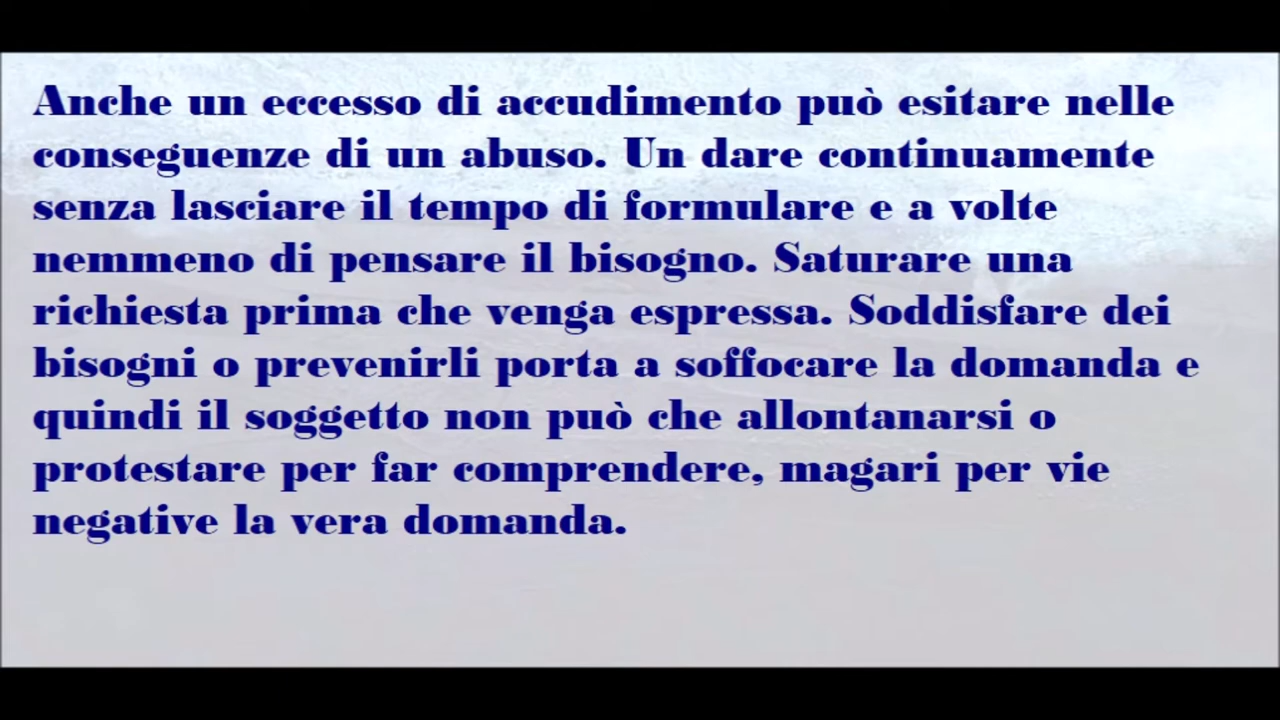 Anche un eccesso di accudimento può esitare nelle
conseguenze di un abuso. Un dare continuamente
senza lasciare il tempo di formulare e a volte
nemmeno di pensare il bisogno. Saturare una
richiesta prima che venga espressa. Soddisfare dei
bisogni o prevenirli porta a soffocare la domanda e
quindi il soggetto non può che allontanarsi o
protestare per far comprendere, magari per vie
negative la vera domanda.